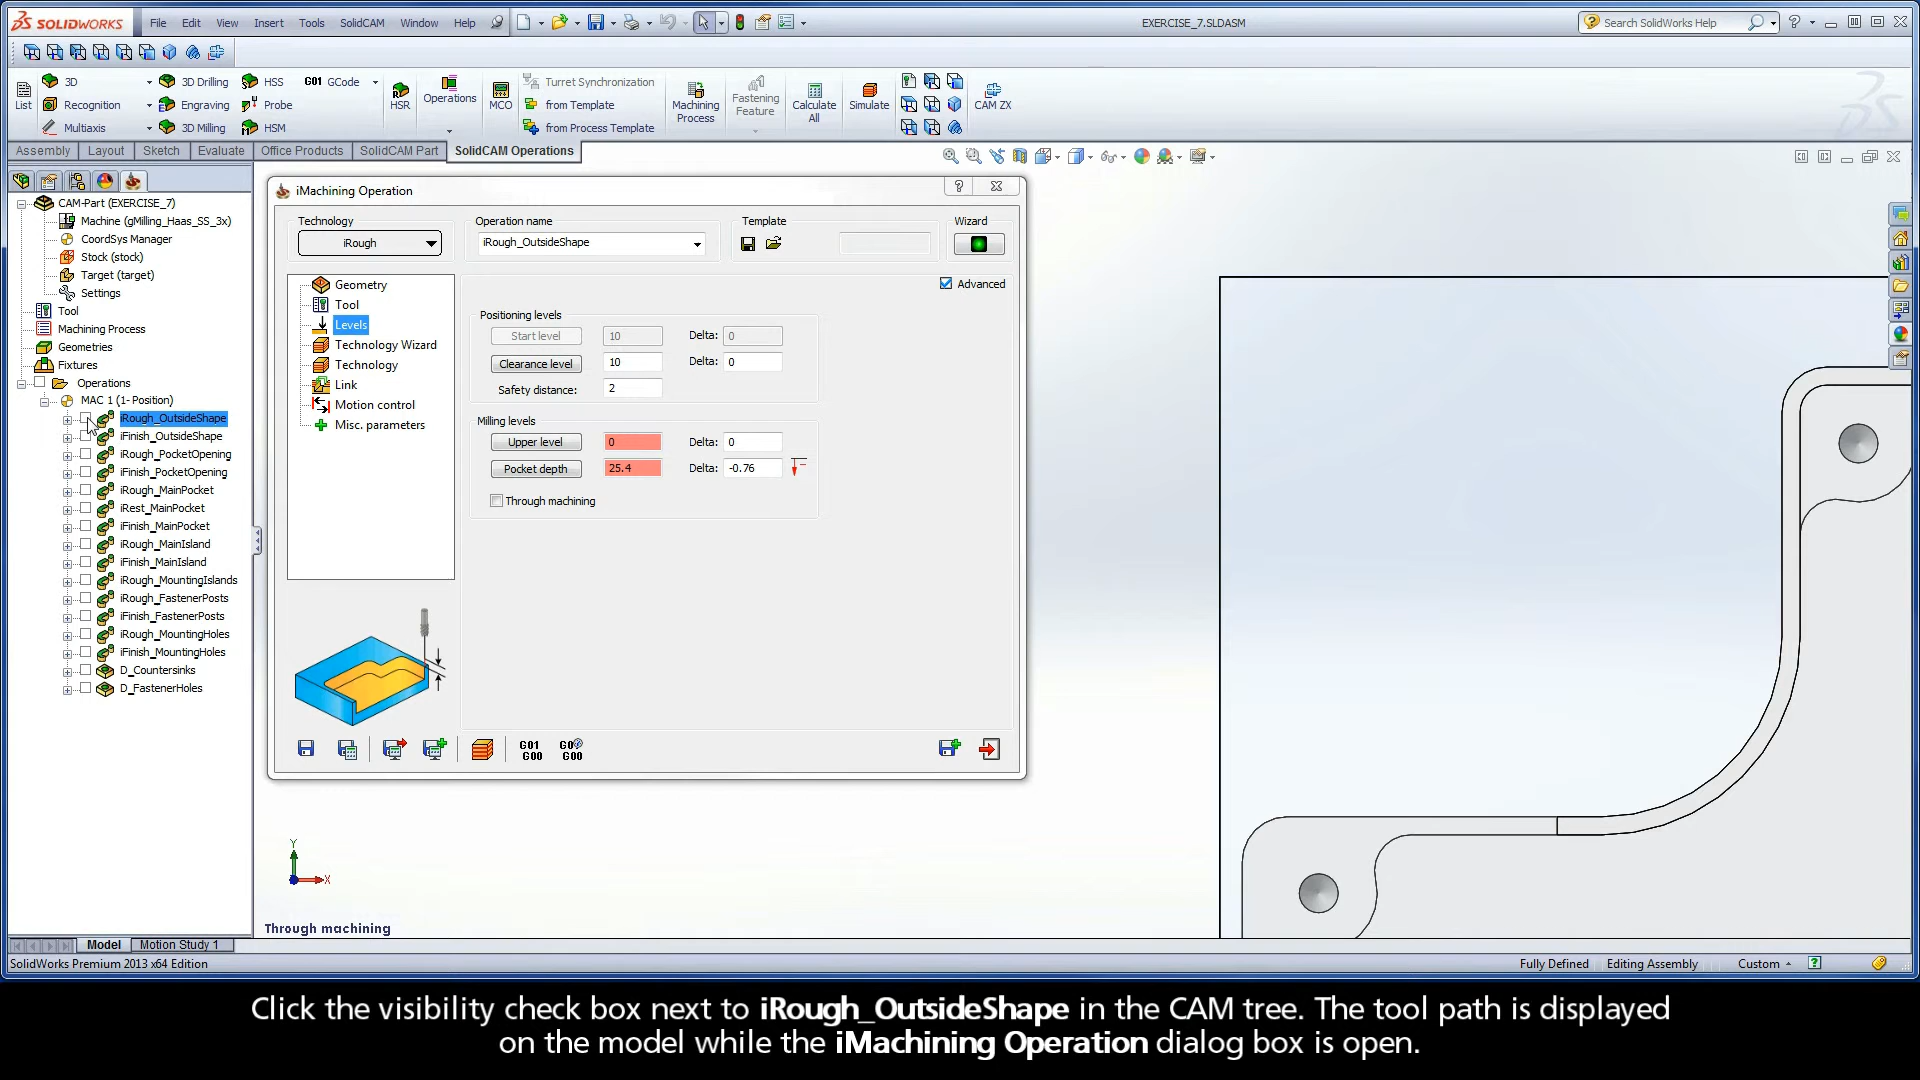 SOLIDWORKS File Edit View Insert Tools SolidCAM Window Help EXERCISE_7.SLDASM Search SolidWorks Help
3D 3D Drilling HSS G01 GCode Turret Synchronization
List Recognition Engraving Probe HSR Operations MCO from Template Machining Process Fastening Feature Calculate All Simulate CAM ZX
Multiaxis 3D Milling HSM from Process Template
Assembly Layout Sketch Evaluate Office Products SolidCAM Part SolidCAM Operations
CAM-Part (EXERCISE_7)
Machine (gMilling_Haas_SS_3x)
CoordSys Manager
Stock (stock)
Target (target)
Settings
Tool
Machining Process
Geometries
Fixtures
Operations
MAC 1 (1- Position)
iRough_OutsideShape
iFinish_OutsideShape
iRough_PocketOpening
iFinish_PocketOpening
iRough_MainPocket
iRest_MainPocket
iFinish_MainPocket
iRough_MainIsland
iFinish_MainIsland
iRough_MountingIslands
iRough_FastenerPosts
iFinish_FastenerPosts
iRough_MountingHoles
iFinish_MountingHoles
D_Countersinks
D_FastenerHoles
iMachining Operation
Technology Operation name Template Wizard
iRough iRough_OutsideShape
Geometry
Tool
Levels
Technology Wizard
Technology
Link
Motion control
Misc. parameters
Advanced
Positioning levels
Start level 10 Delta: 0
Clearance level 10 Delta: 0
Safety distance: 2
Milling levels
Upper level 0 Delta: 0
Pocket depth 25.4 Delta: -0.76
Through machining
G01 G00
G00
Y
X
Through machining
Model Motion Study 1
SolidWorks Premium 2013 x64 Edition Fully Defined Editing Assembly Custom
Click the visibility check box next to iRough_OutsideShape in the CAM tree. The tool path is displayed
on the model while the iMachining Operation dialog box is open.